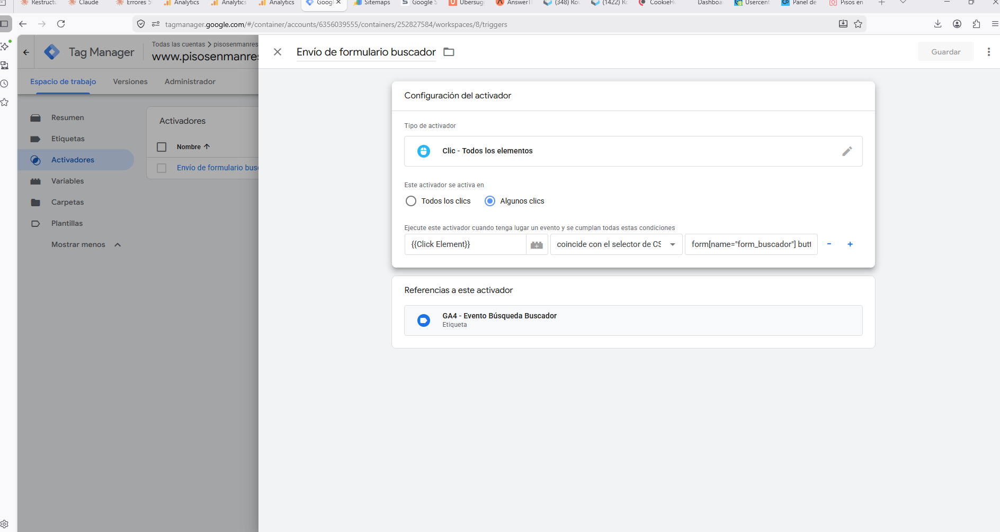 Restructu
Claude
Errores 5
Analytics
Analytics
Analytics
Googl
Sitemaps
Google S
Ubersug
AnswerT
(348) Rou
(1422) Ro
CookieHu
Dashboa
Usercent
Panel de
Pisos en
tagmanager.google.com/#/container/accounts/6356039555/containers/252827584/workspaces/8/triggers
Tag Manager
Todas las cuentas > pisosenmanres
www.pisosenmanres
Envío de formulario buscador
Guardar
Espacio de trabajo
Versiones
Administrador
Resumen
Etiquetas
Activadores
Variables
Carpetas
Plantillas
Mostrar menos
Activadores
Nombre
Envío de formulario bus
Configuración del activador
Tipo de activador
Clic - Todos los elementos
Este activador se activa en
Todos los clics
Algunos clics
Ejecute este activador cuando tenga lugar un evento y se cumplan todas estas condiciones
{{Click Element}}
coincide con el selector de CS
form[name="form_buscador"] butt
- +
Referencias a este activador
GA4 - Evento Búsqueda Buscador
Etiqueta